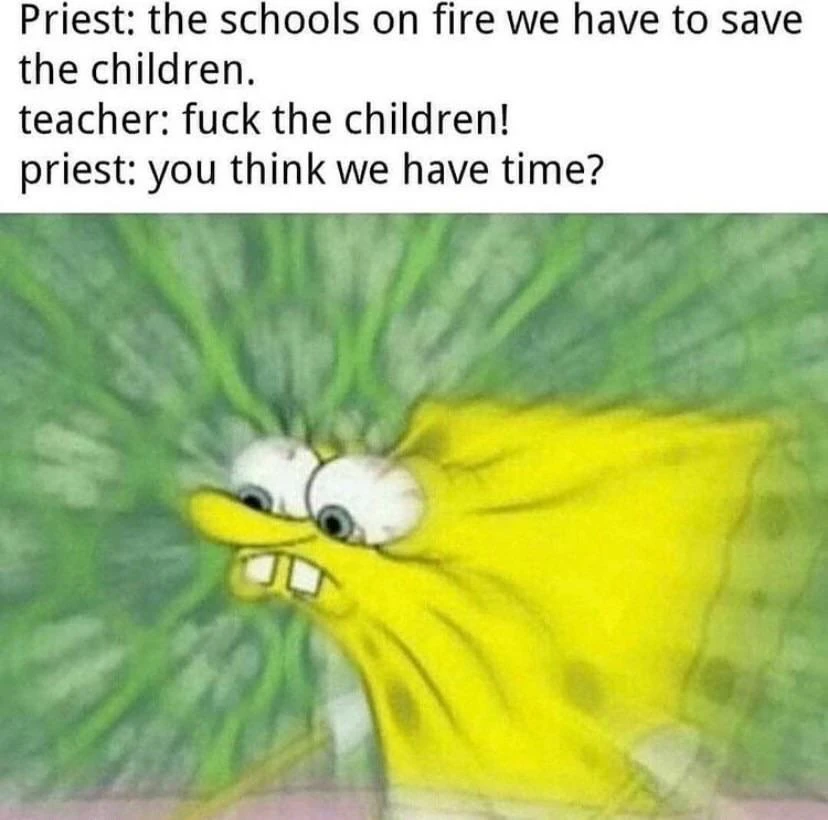 Priest: the schools on fire we have to save
the children.
teacher: fuck the children!
priest: you think we have time?